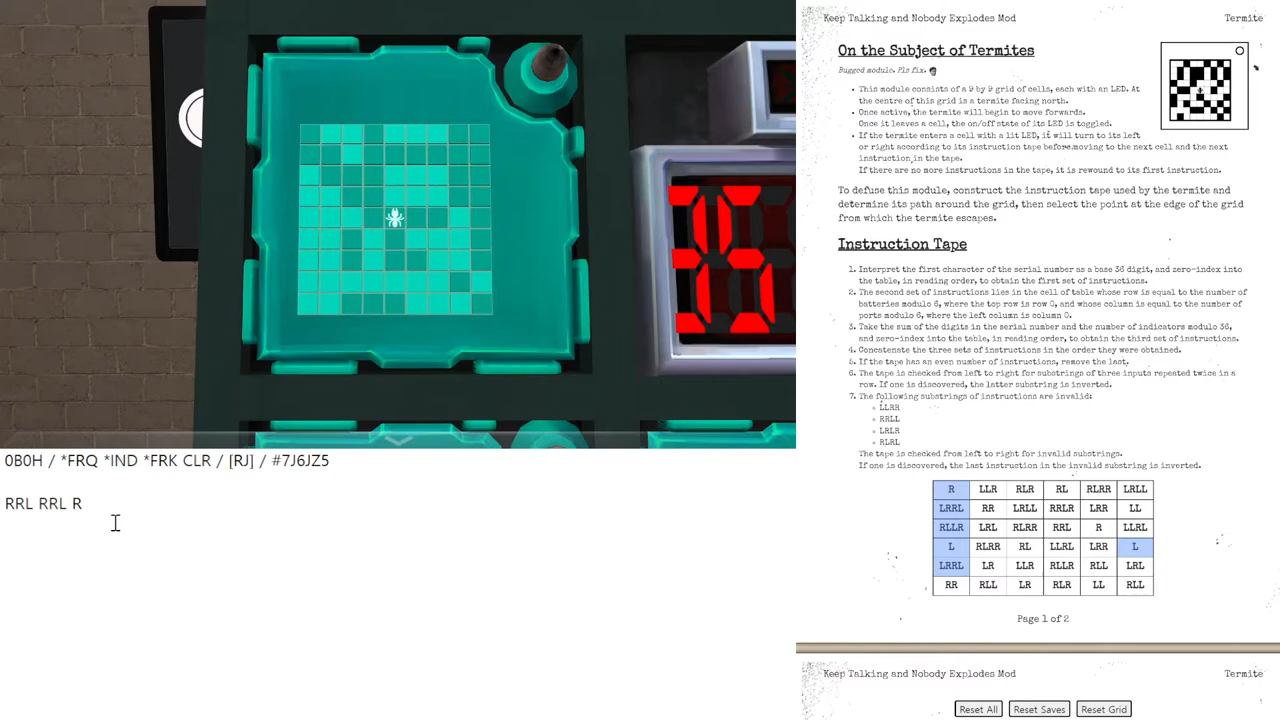 Keep Talking and Nobody Explodes Mod
Termite
On the Subject of Termites
Bugged module. Pls fix.
This module consists of a 9 by 9 grid of cells, each with an LED. At
the centre of this grid is a termite facing north.
Once active, the termite will begin to move forwards.
Once it leaves a cell, the on/off state of its LED is toggled.
If the termite enters a cell with a lit LED, it will turn to its left
or right according to its instruction tape before moving to the next cell and the next
instruction in the tape.
If there are no more instructions in the tape, it is rewound to its first instruction.
To defuse this module, construct the instruction tape used by the termite and
determine its path around the grid, then select the point at the edge of the grid
from which the termite escapes.
Instruction Tape
1. Interpret the first character of the serial number as a base 36 digit, and zero-index into
the table, in reading order, to obtain the first set of instructions.
2. The second set of instructions lies in the cell of table whose row is equal to the number of
batteries modulo 6, where the top row is row 0, and whose column is equal to the number of
ports modulo 6, where the left column is column 0.
3. Take the sum of the digits in the serial number and the number of indicators modulo 36,
and zero-index into the table, in reading order, to obtain the third set of instructions.
4. Concatenate the three sets of instructions in the order they were obtained.
5. If the tape has an even number of instructions, remove the last.
6. The tape is checked from left to right for substrings of three inputs repeated twice in a
row. If one is discovered, the latter substring is inverted.
7. The following substrings of instructions are invalid:
LLRR
RRLL
LRLR
RLRL
The tape is checked from left to right for invalid substrings.
If one is discovered, the last instruction in the invalid substring is inverted.
R LLR RLR RL RLRR LRLL
LRRL RR LRLL RRLR LRR LL
RLLR LRL RLRR RRL R LLRL
L RLRR RL LLRL LRR L
LRRL LR LLR RLLR RLL LRL
RR RLL LR RLR LL RLL
Page 1 of 2
Keep Talking and Nobody Explodes Mod
Termite
Reset All Reset Saves Reset Grid
15
0B0H / *FRQ *IND *FRK CLR / [RJ] / #7J6JZ5
RRL RRL R